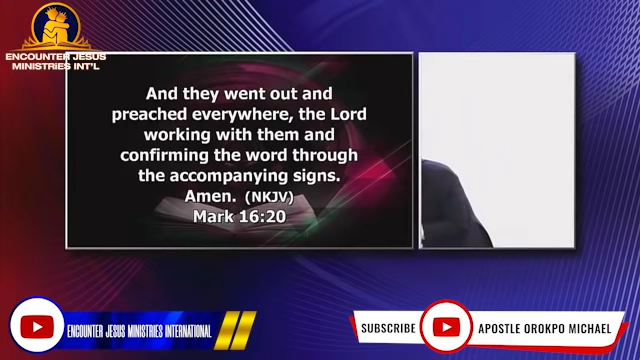 ENCOUNTER JESUS
MINISTRIES INT'L
And they went out and
preached everywhere, the Lord
working with them and
confirming the word through
the accompanying signs.
Amen. (NKJV)
Mark 16:20
ENCOUNTER JESUS MINISTRIES INTERNATIONAL
SUBSCRIBE
APOSTLE OROKPO MICHAEL